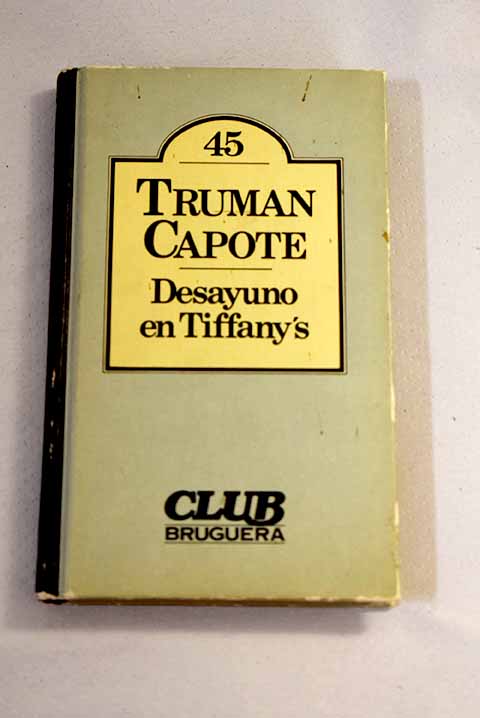 45
TRUMAN
CAPOTE
Desayuno
en Tiffany's
CLUB
BRUGUERA